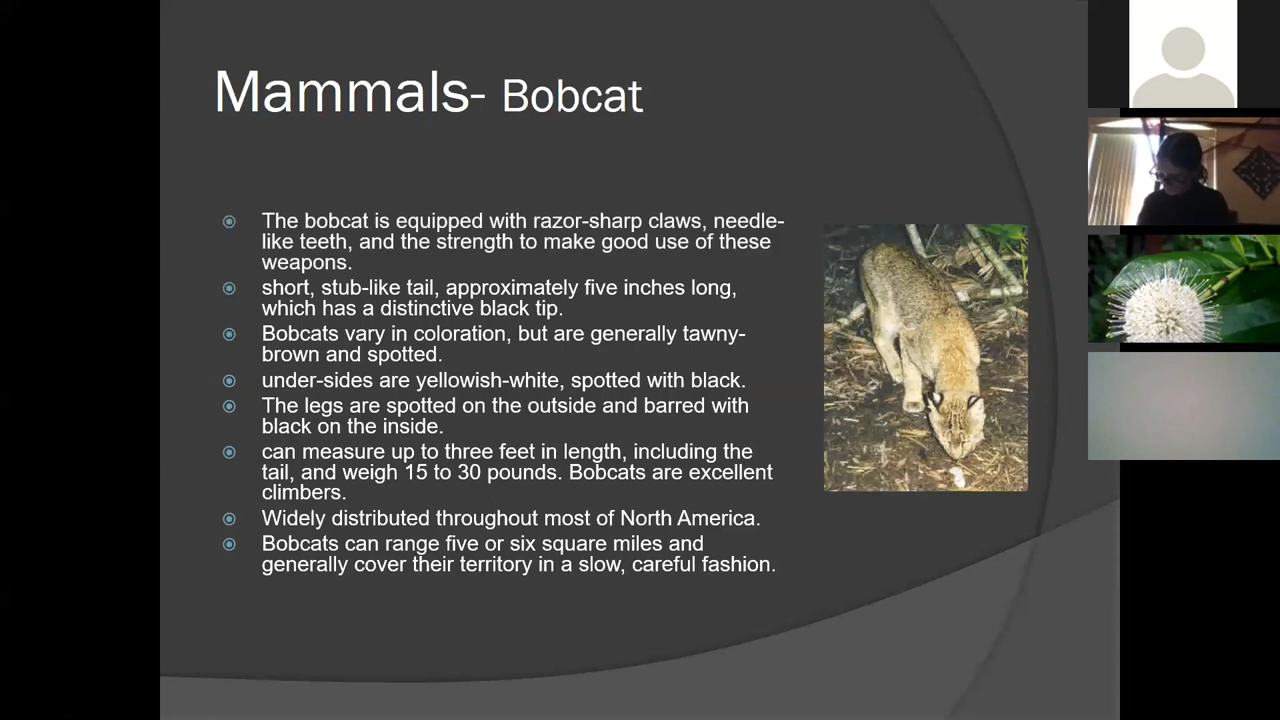 Mammals- Bobcat
The bobcat is equipped with razor-sharp claws, needle-
like teeth, and the strength to make good use of these
weapons.
short, stub-like tail, approximately five inches long,
which has a distinctive black tip.
Bobcats vary in coloration, but are generally tawny-
brown and spotted.
under-sides are yellowish-white, spotted with black.
The legs are spotted on the outside and barred with
black on the inside.
can measure up to three feet in length, including the
tail, and weigh 15 to 30 pounds. Bobcats are excellent
climbers.
Widely distributed throughout most of North America.
Bobcats can range five or six square miles and
generally cover their territory in a slow, careful fashion.